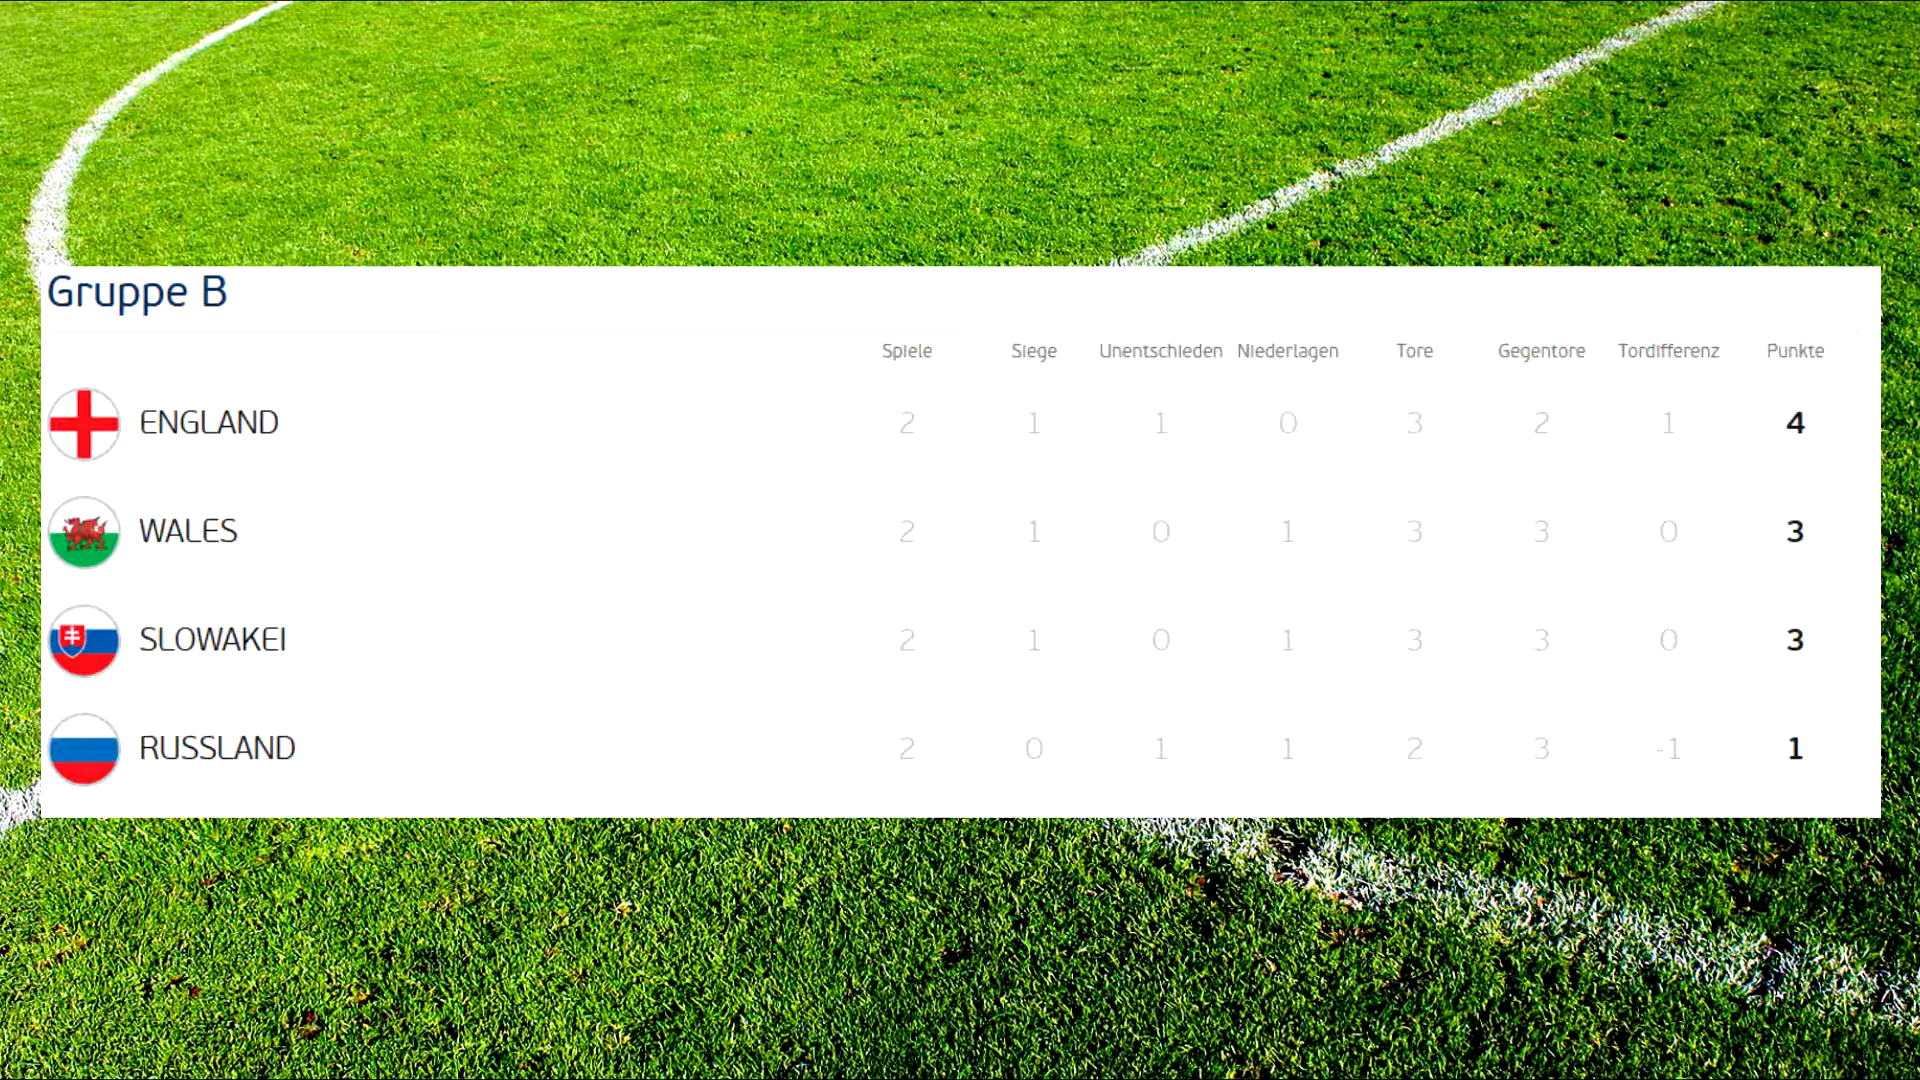 Gruppe B
Spiele Siege Unentschieden Niederlagen Tore Gegentore Tordifferenz Punkte
ENGLAND 2 1 1 0 3 2 1 4
WALES 2 1 0 1 3 3 0 3
SLOWAKEI 2 1 0 1 3 3 0 3
RUSSLAND 2 0 1 1 2 3 -1 1